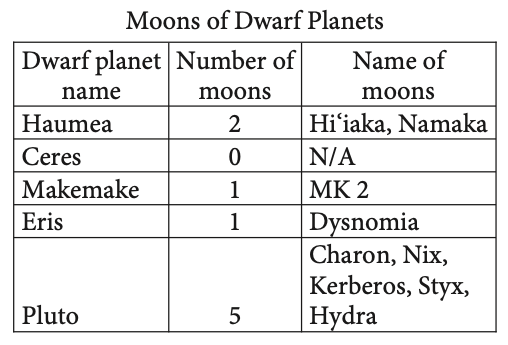 Moons of Dwarf Planets
Dwarf planet name Number of moons Name of moons
Haumea 2 Hiʻiaka, Namaka
Ceres 0 N/A
Makemake 1 MK 2
Eris 1 Dysnomia
Pluto 5 Charon, Nix,
Kerberos, Styx,
Hydra